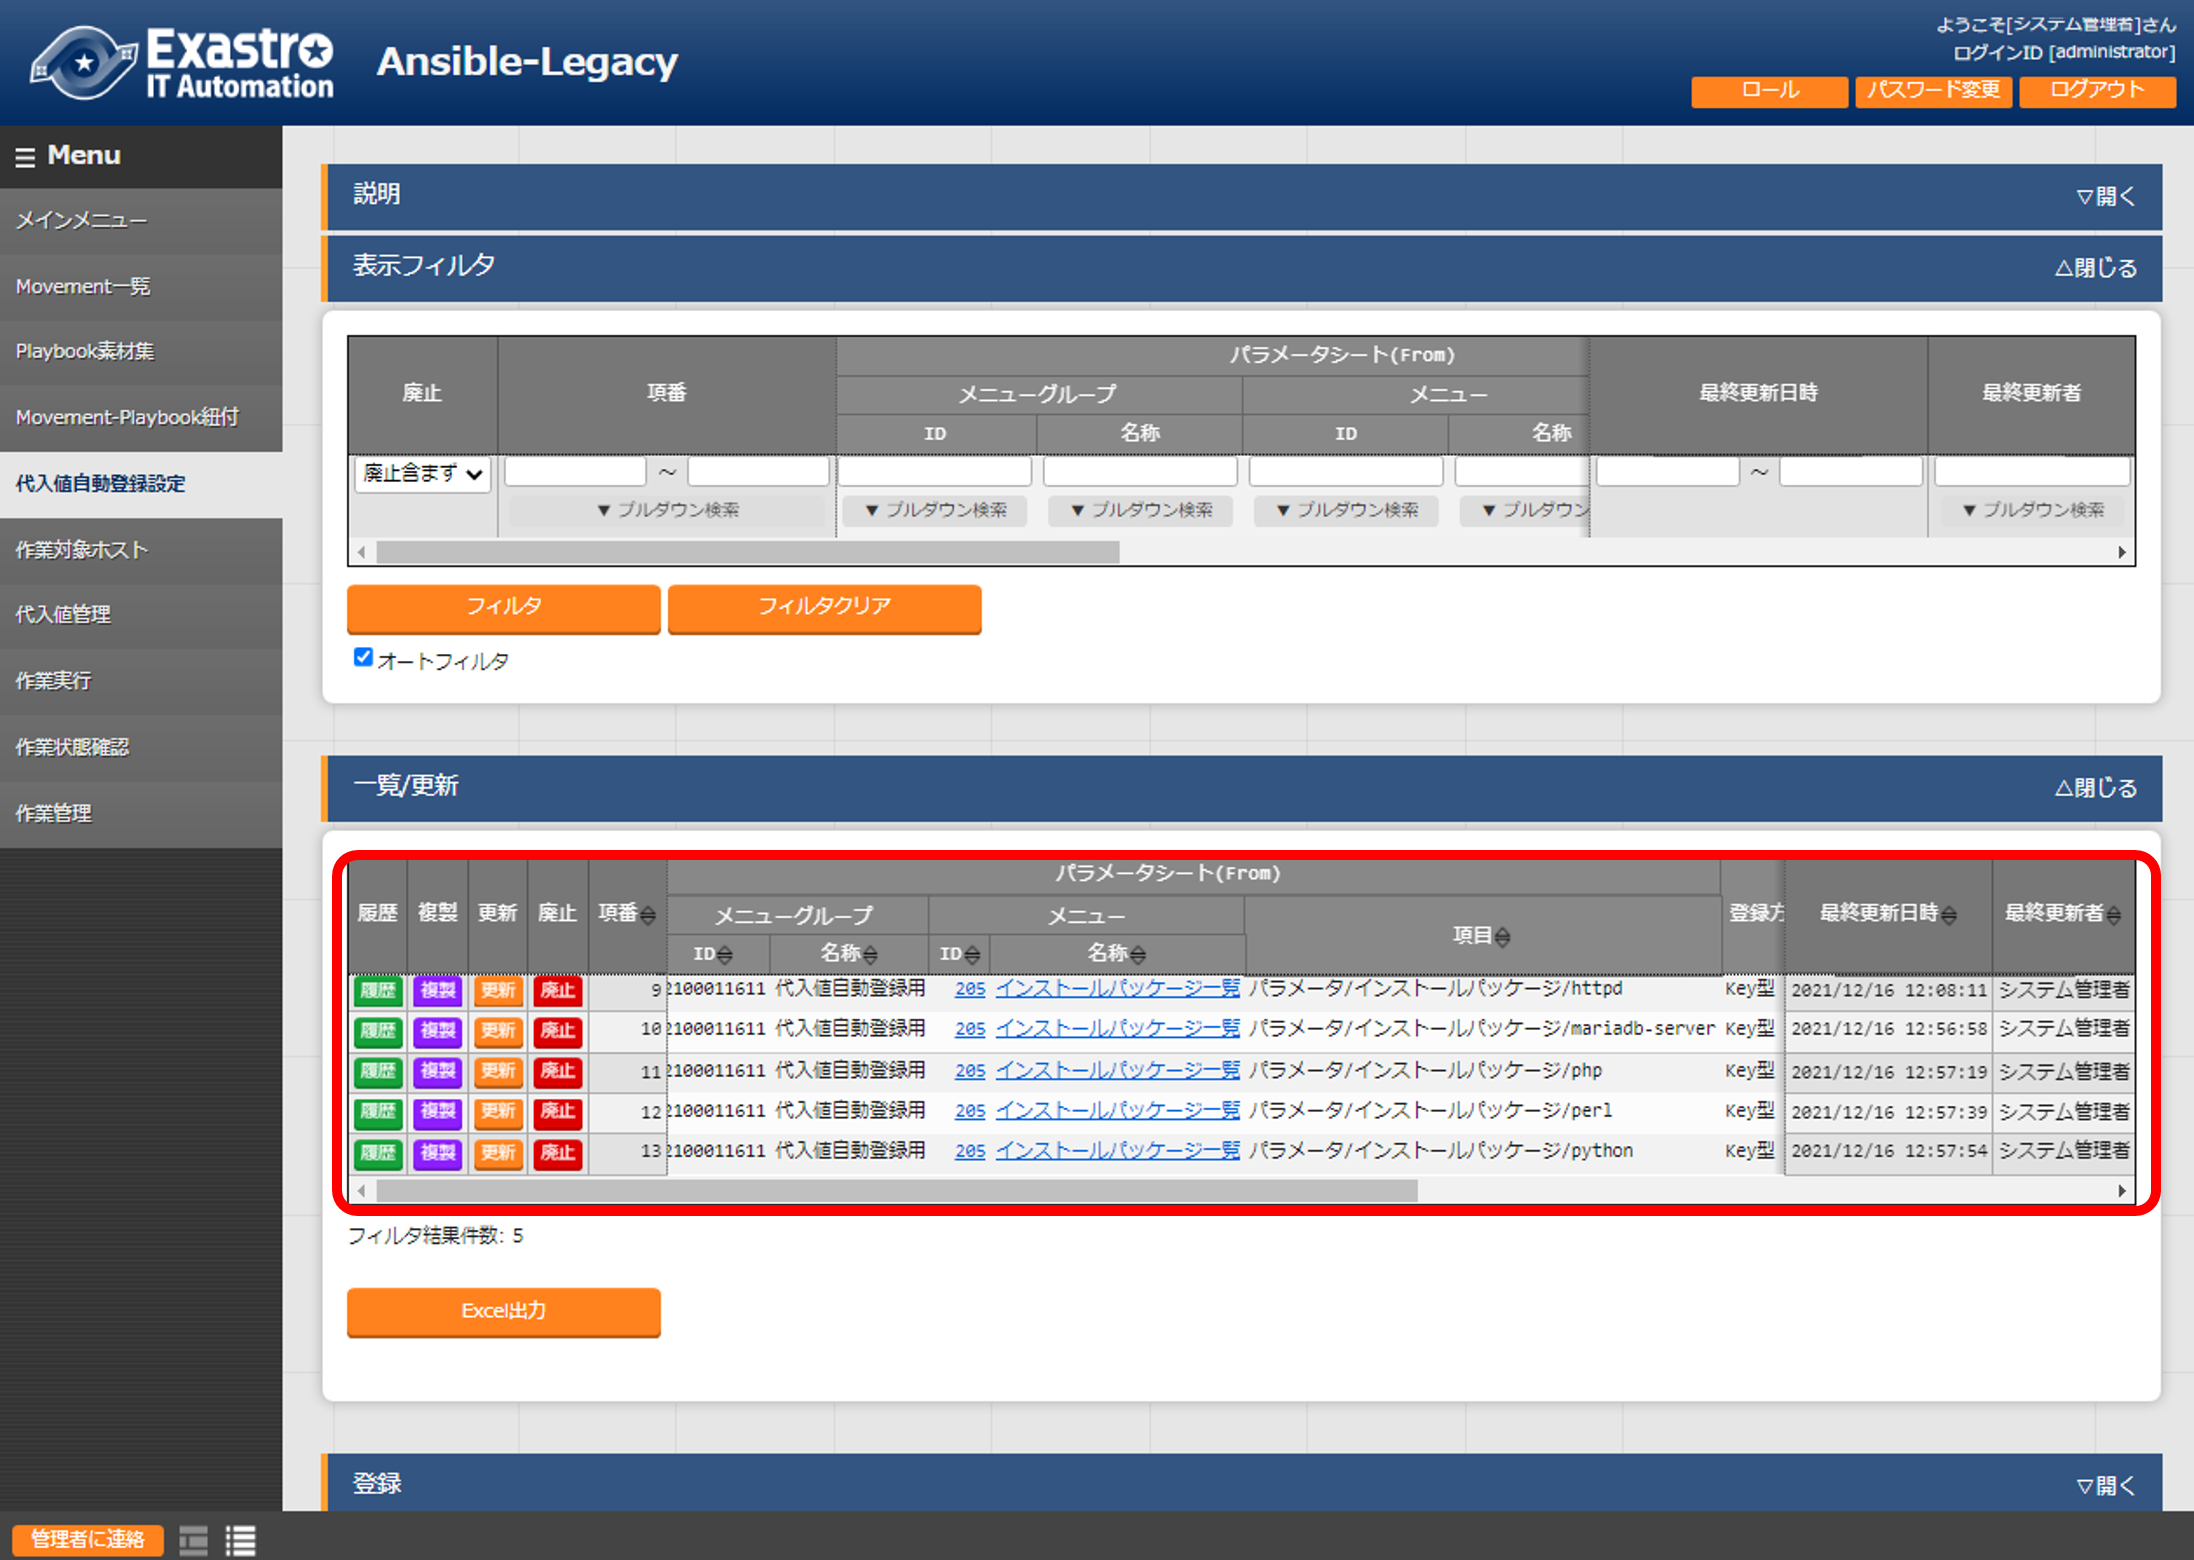 Exastro
IT Automation
Ansible-Legacy
ようこそ[システム管理者]さん
ログインID [administrator]
ロール パスワード変更 ログアウト
Menu
メインメニュー
Movement一覧
Playbook素材集
Movement-Playbook紐付
代入値自動登録設定
作業対象ホスト
代入値管理
作業実行
作業状態確認
作業管理
説明 ▽開く
表示フィルタ △閉じる
パラメータシート(From)
廃止 項番 メニューグループ メニュー 最終更新日時 最終更新者
ID 名称 ID 名称
廃止含まず ～ ～
▼ プルダウン検索 ▼ プルダウン検索 ▼ プルダウン検索 ▼ プルダウン検索 ▼ プルダウン ▼ プルダウン検索
フィルタ フィルタクリア
オートフィルタ
一覧/更新 △閉じる
パラメータシート(From)
履歴 複製 更新 廃止 項番 メニューグループ メニュー 項目 登録方 最終更新日時 最終更新者
ID 名称 ID 名称
履歴 複製 更新 廃止 9 2100011611 代入値自動登録用 205 インストールパッケージ一覧 パラメータ/インストールパッケージ/httpd Key型 2021/12/16 12:08:11 システム管理者
履歴 複製 更新 廃止 10 2100011611 代入値自動登録用 205 インストールパッケージ一覧 パラメータ/インストールパッケージ/mariadb-server Key型 2021/12/16 12:56:58 システム管理者
履歴 複製 更新 廃止 11 2100011611 代入値自動登録用 205 インストールパッケージ一覧 パラメータ/インストールパッケージ/php Key型 2021/12/16 12:57:19 システム管理者
履歴 複製 更新 廃止 12 2100011611 代入値自動登録用 205 インストールパッケージ一覧 パラメータ/インストールパッケージ/perl Key型 2021/12/16 12:57:39 システム管理者
履歴 複製 更新 廃止 13 2100011611 代入値自動登録用 205 インストールパッケージ一覧 パラメータ/インストールパッケージ/python Key型 2021/12/16 12:57:54 システム管理者
フィルタ結果件数: 5
Excel出力
登録 ▽開く
管理者に連絡